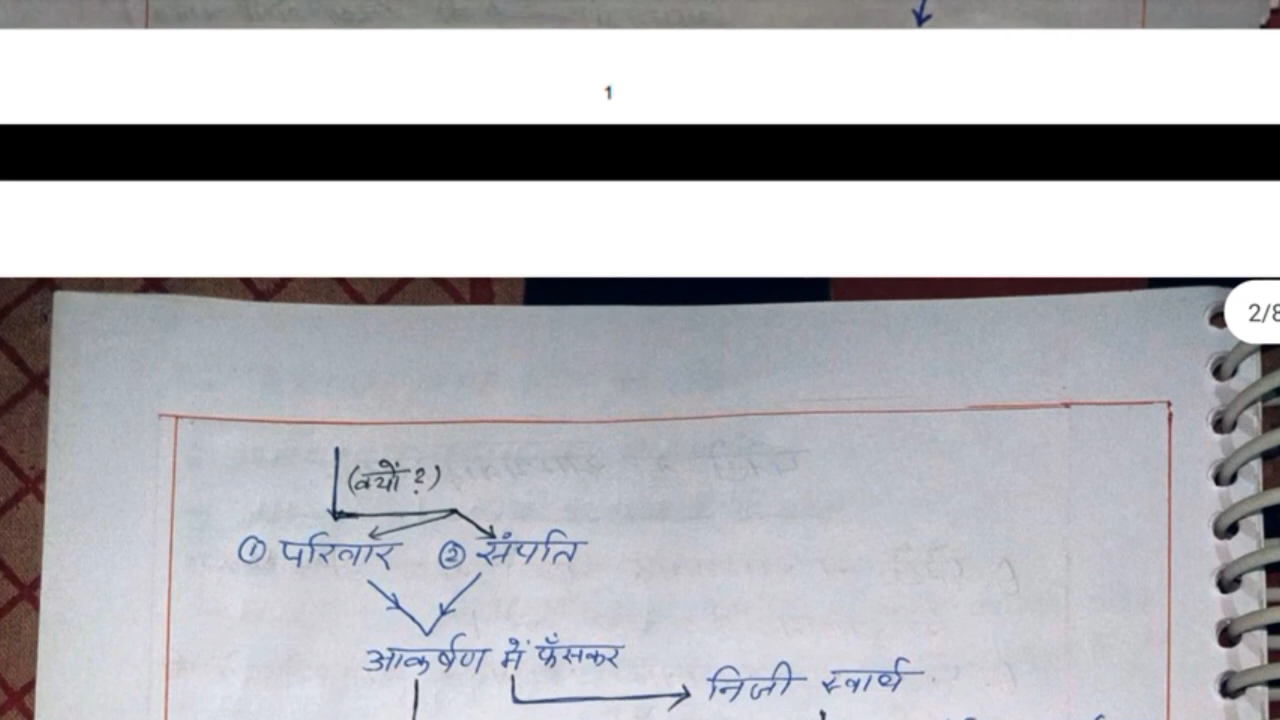 1
2/8
(क्यों?)
① परिवार ② संपति
आकर्षण में फँसकर
निजी स्वार्थ